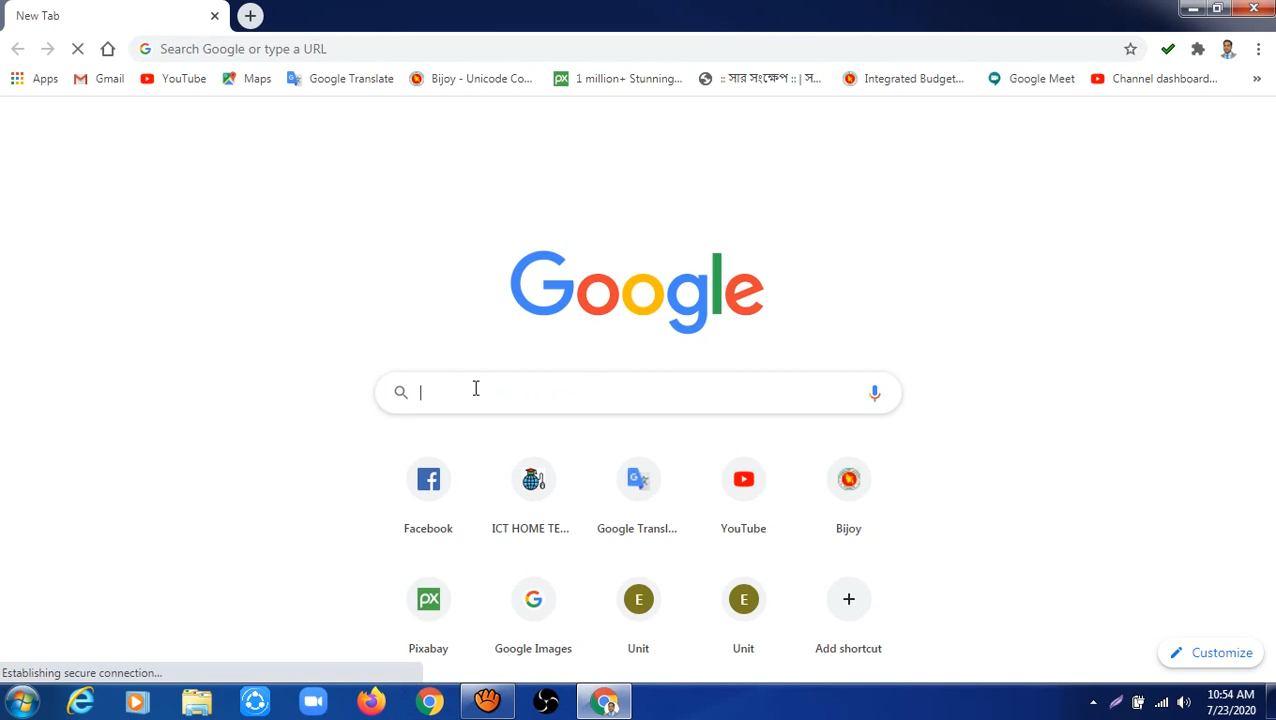 New Tab
Search Google or type a URL
Apps Gmail YouTube Maps Google Translate Bijoy - Unicode Co... 1 million+ Stunning... :: সার সংক্ষেপ :: | স... Integrated Budget... Google Meet Channel dashboard... »
Google
Facebook ICT HOME TE... Google Transl... YouTube Bijoy
px E E
Pixabay Google Images Unit Unit Add shortcut
Customize
Establishing secure connection...
10:54 AM
7/23/2020